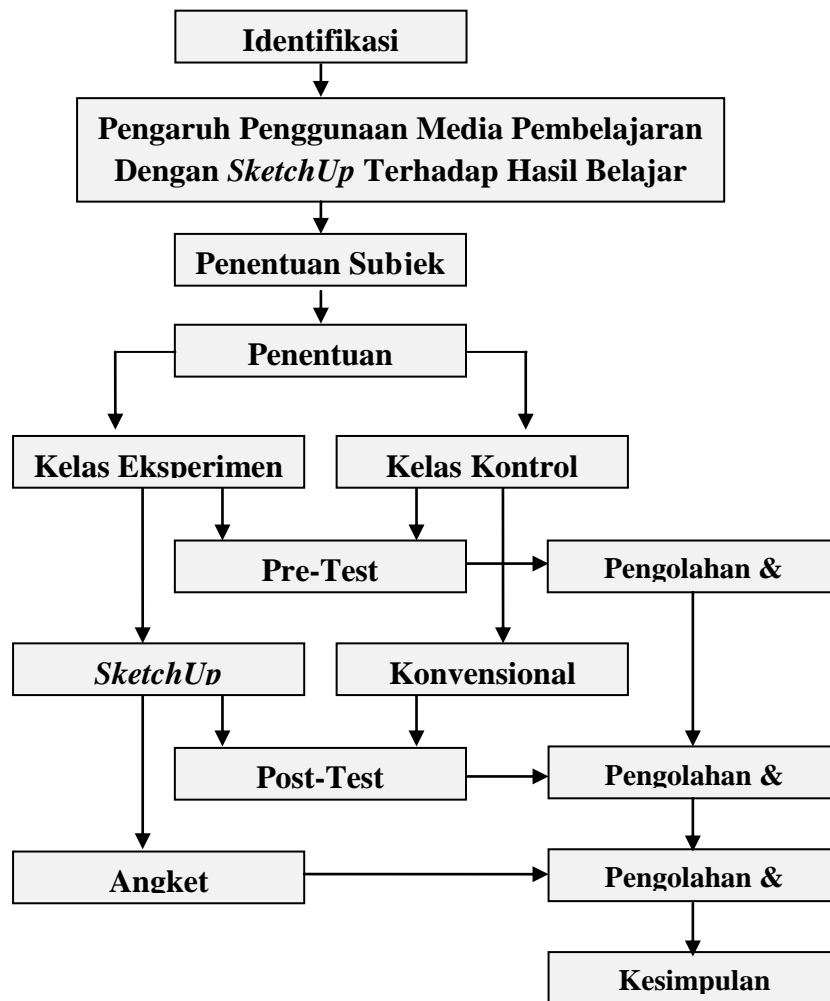 Identifikasi
Pengaruh Penggunaan Media Pembelajaran
Dengan SketchUp Terhadap Hasil Belajar
Penentuan Subjek
Penentuan
Kelas Eksperimen
Kelas Kontrol
Pre-Test
Pengolahan &
SketchUp
Konvensional
Post-Test
Pengolahan &
Angket
Pengolahan &
Kesimpulan